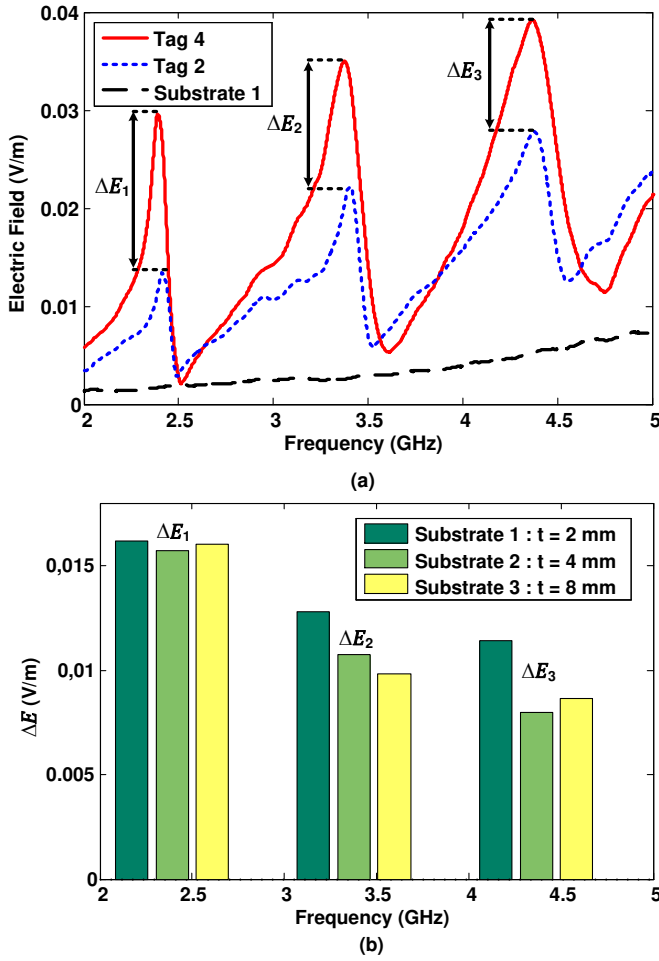 0.04
0.03
0.02
0.01
0
Electric Field (V/m)
Tag 4
Tag 2
Substrate 1
ΔE1
ΔE2
ΔE3
2 2.5 3 3.5 4 4.5 5
Frequency (GHz)
(a)
0,015
0,01
0.005
0
ΔE (V/m)
Substrate 1 : t = 2 mm
Substrate 2 : t = 4 mm
Substrate 3 : t = 8 mm
ΔE1
ΔE2
ΔE3
2 2.5 3 3.5 4 4.5 5
Frequency (GHz)
(b)